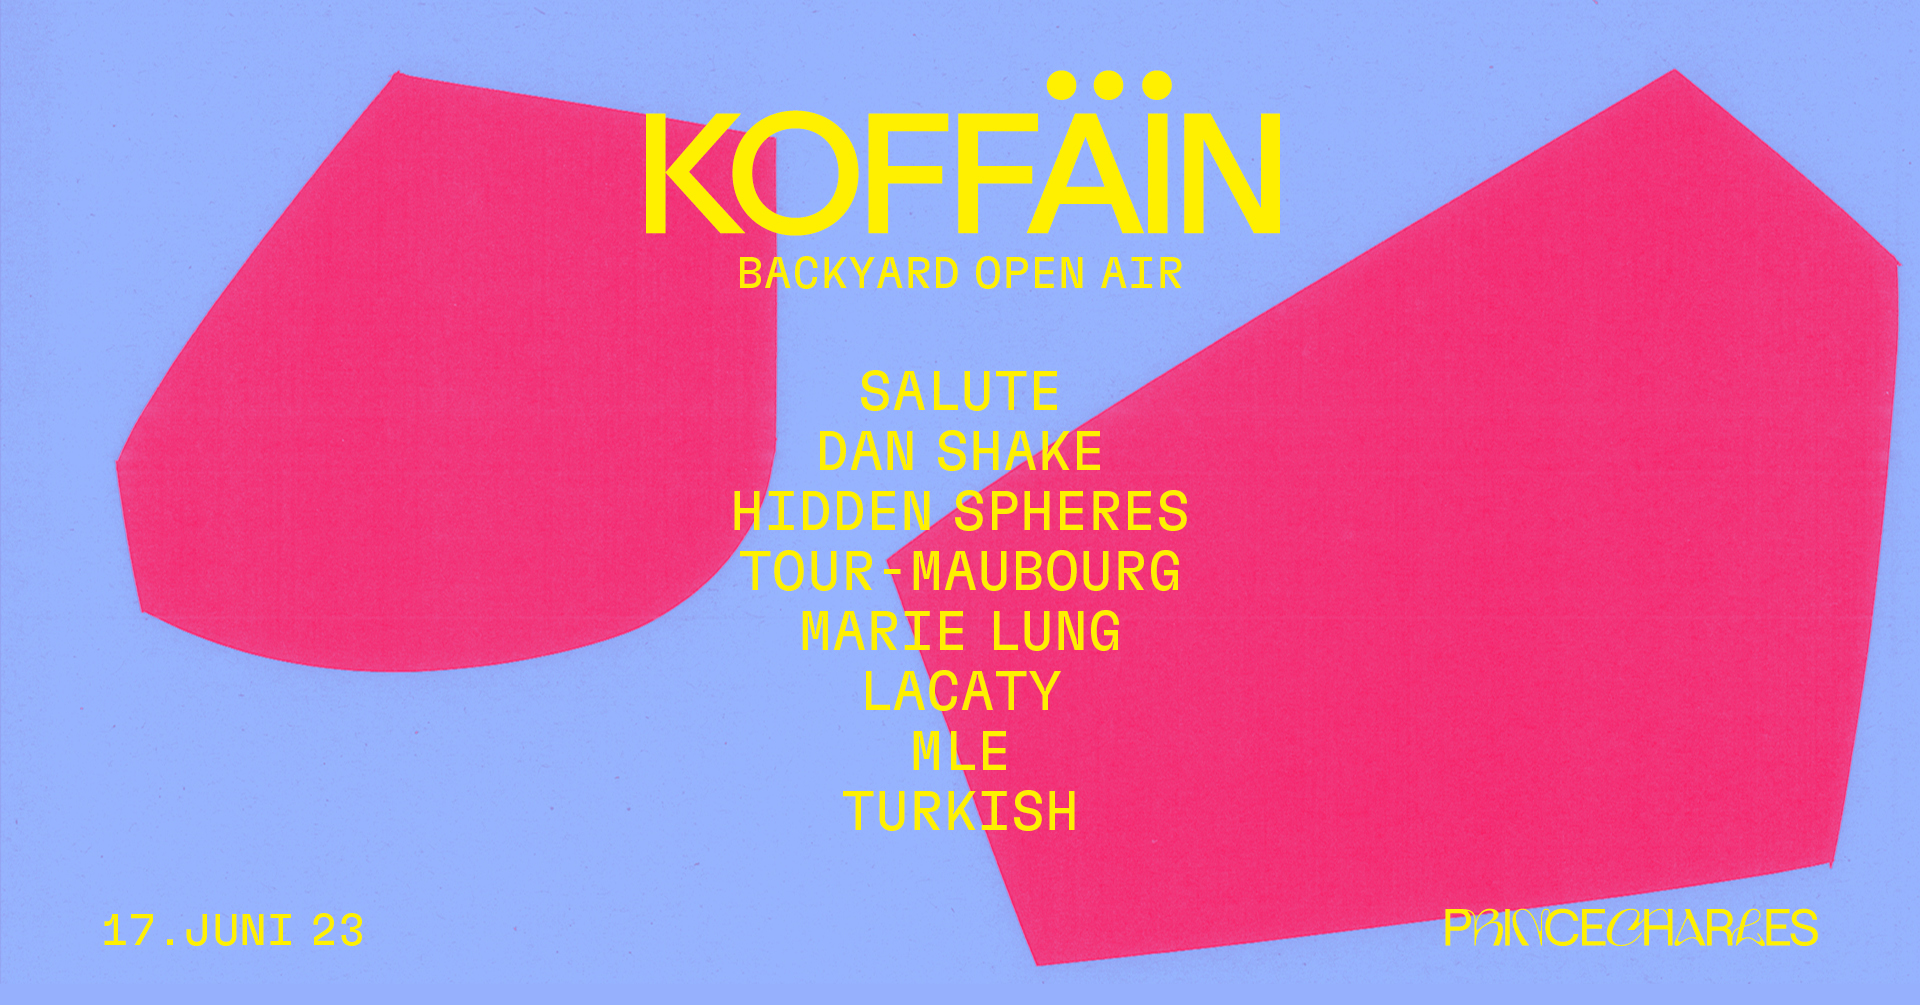 KOFFÄÏN
BACKYARD OPEN AIR
SALUTE
DAN SHAKE
HIDDEN SPHERES
TOUR-MAUBOURG
MARIE LUNG
LACATY
MLE
TURKISH
17.JUNI 23
PRINCECHARLES